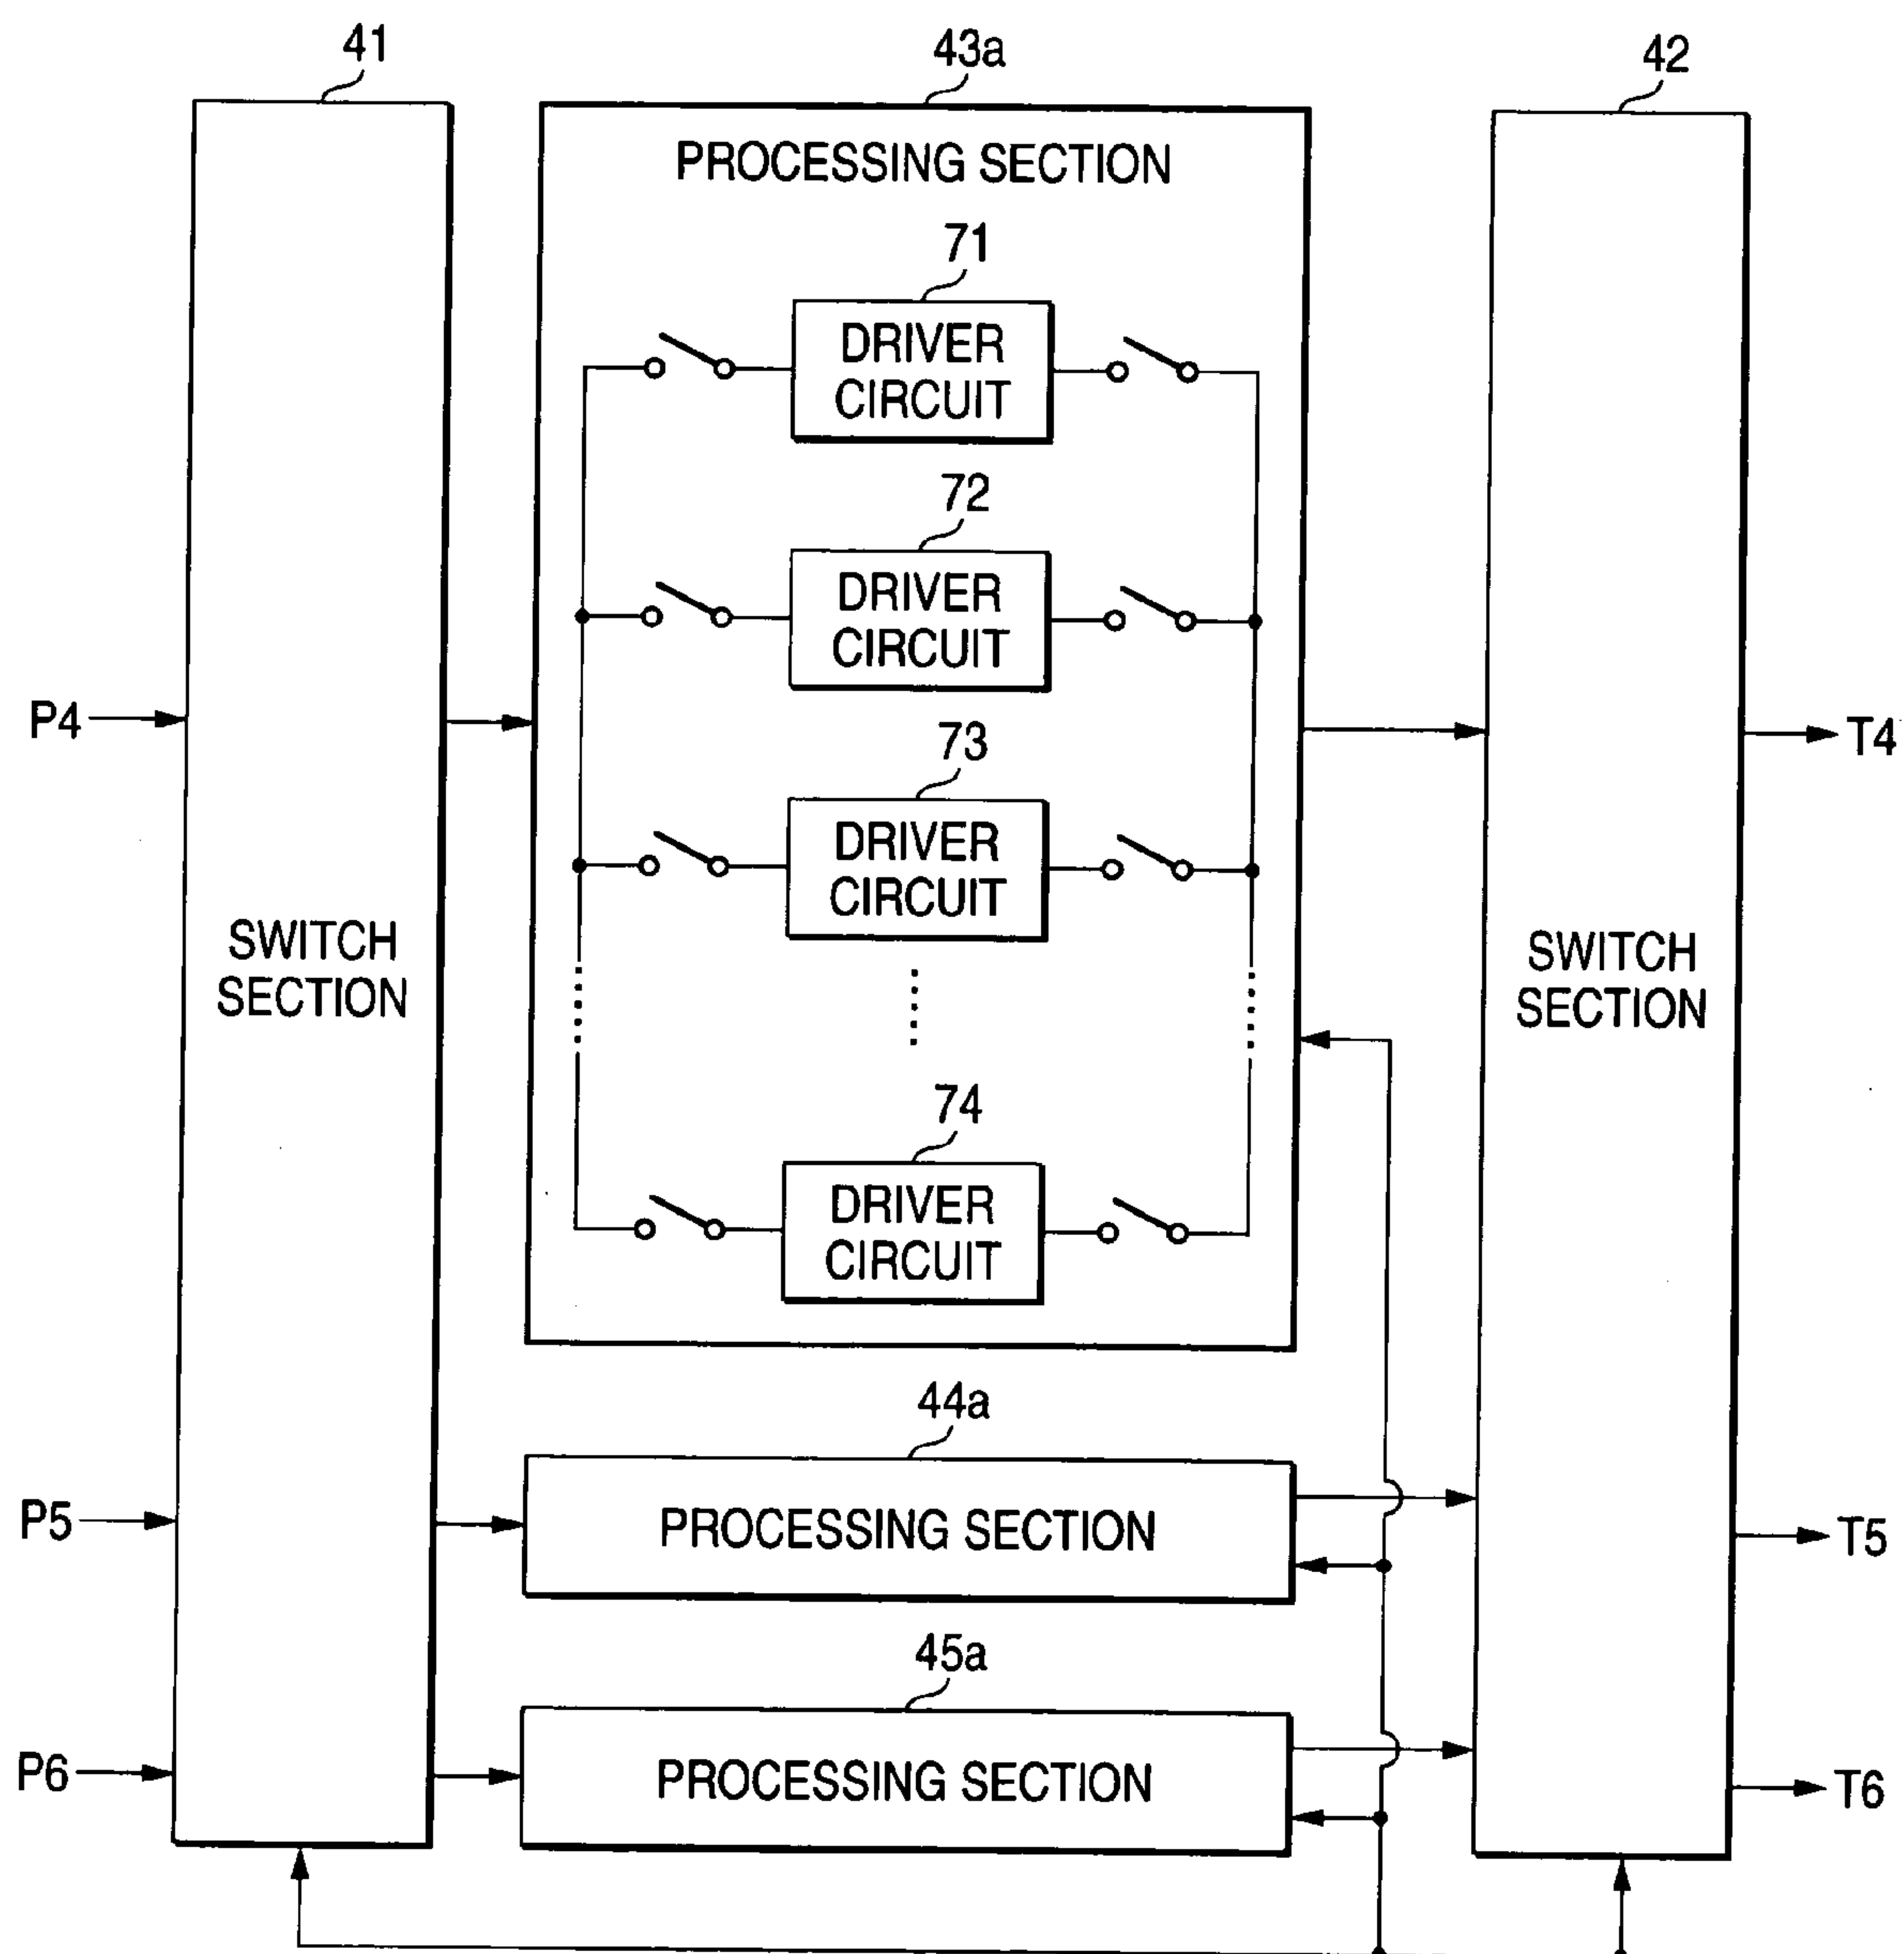 41
43a
42
PROCESSING SECTION
71
DRIVER
CIRCUIT
72
DRIVER
CIRCUIT
P4
T4
73
DRIVER
CIRCUIT
SWITCH
SECTION
SWITCH
SECTION
74
DRIVER
CIRCUIT
44a
P5
PROCESSING SECTION
T5
45a
P6
PROCESSING SECTION
T6